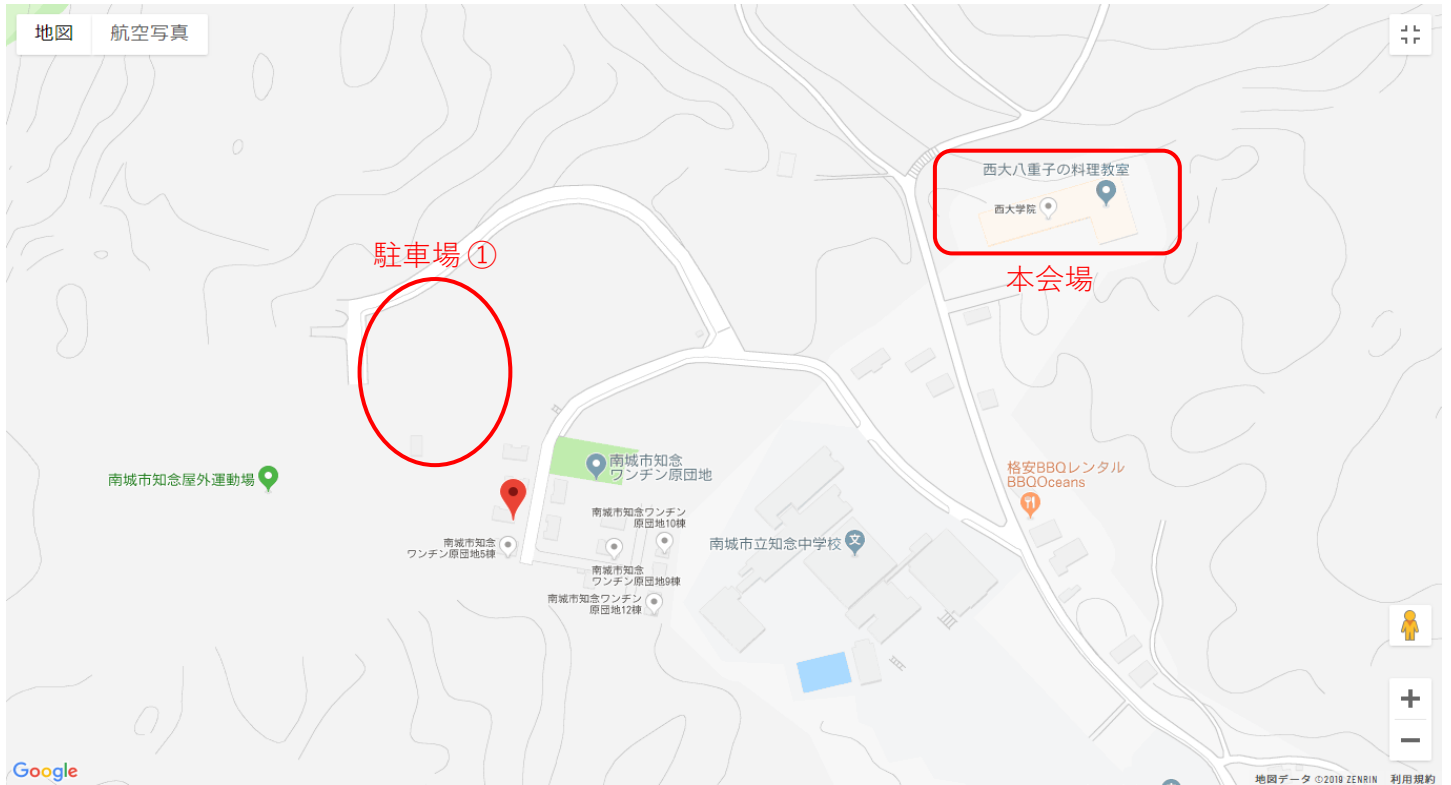 地図 航空写真
西大八重子の料理教室
西大学院
駐車場 ①
本会場
南城市知念
ワンチン原団地
格安BBQレンタル
BBQOceans
南城市知念屋外運動場
南城市知念ワンチン
原団地10棟
南城市立知念中学校
文
南城市知念
ワンチン原団地5棟
南城市知念
ワンチン原団地9棟
南城市知念ワンチン
原団地12棟
Google
地図データ ©2019 ZENRIN 利用規約